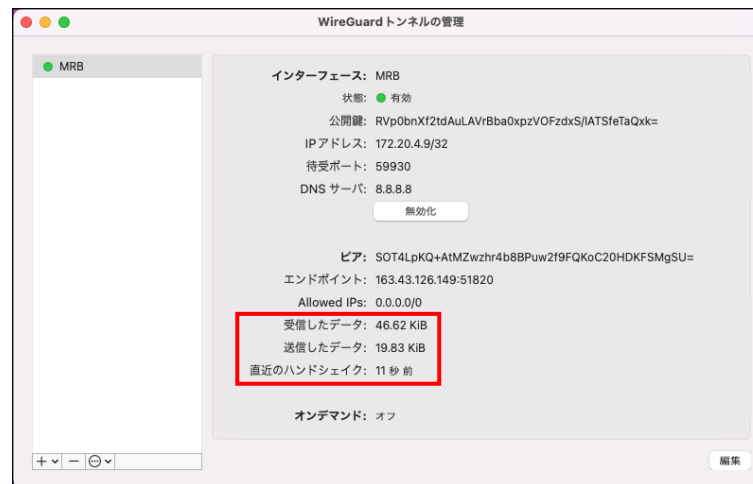 WireGuard トンネルの管理
MRB
インターフェース: MRB
状態: 有効
公開鍵: RVp0bnXf2tdAuLAVrBba0xpzVOFzdxS/IATSfeTaQxk=
IPアドレス: 172.20.4.9/32
待受ポート: 59930
DNS サーバ: 8.8.8.8
無効化
ピア: SOT4LpKQ+AtMZwzhr4b8BPuw2f9FQKoC20HDKFSMgSU=
エンドポイント: 163.43.126.149:51820
Allowed IPs: 0.0.0.0/0
受信したデータ: 46.62 KiB
送信したデータ: 19.83 KiB
直近のハンドシェイク: 11 秒 前
オンデマンド: オフ
編集